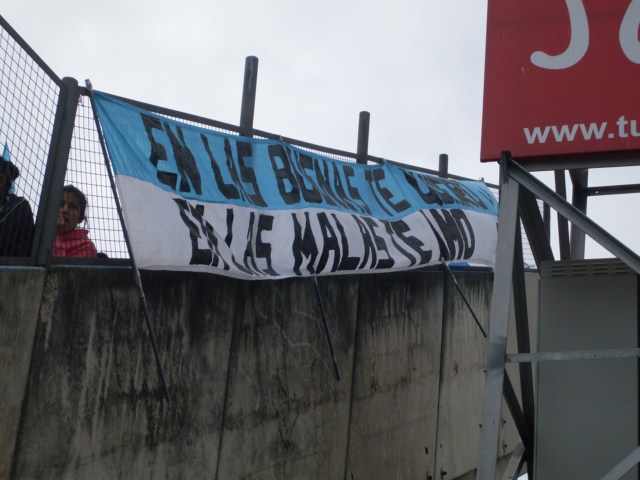 EN LAS BUENAS TE
EN LAS MALAS TE AMO
www.tu